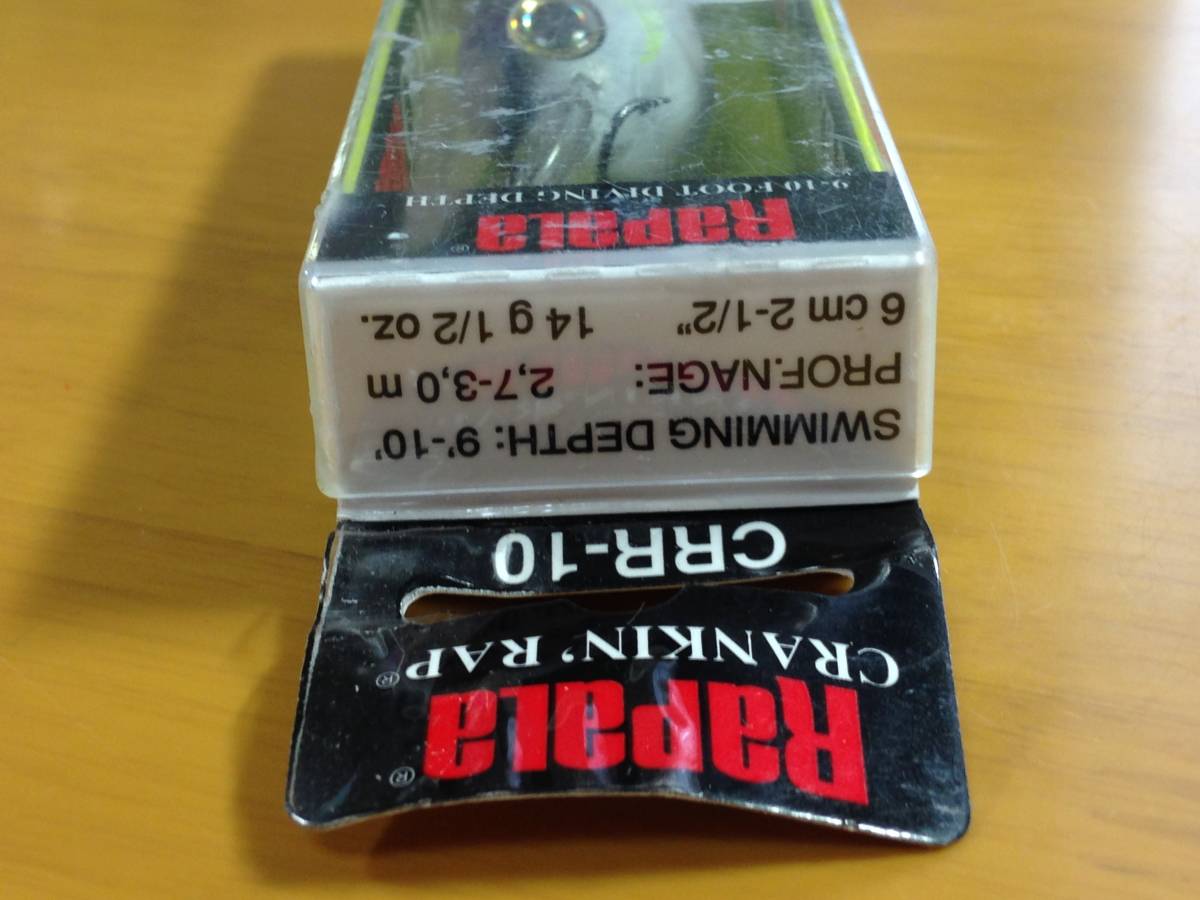 RAPALA®
CRANKIN' RAP®
CRR-10
SWIMMING DEPTH: 9'-10'
PROF.NAGE: 2,7-3,0 m
6 cm 2-1/2" 14 g 1/2 oz.
RAPALA®
9-10 FOOT DIVING DEPTH